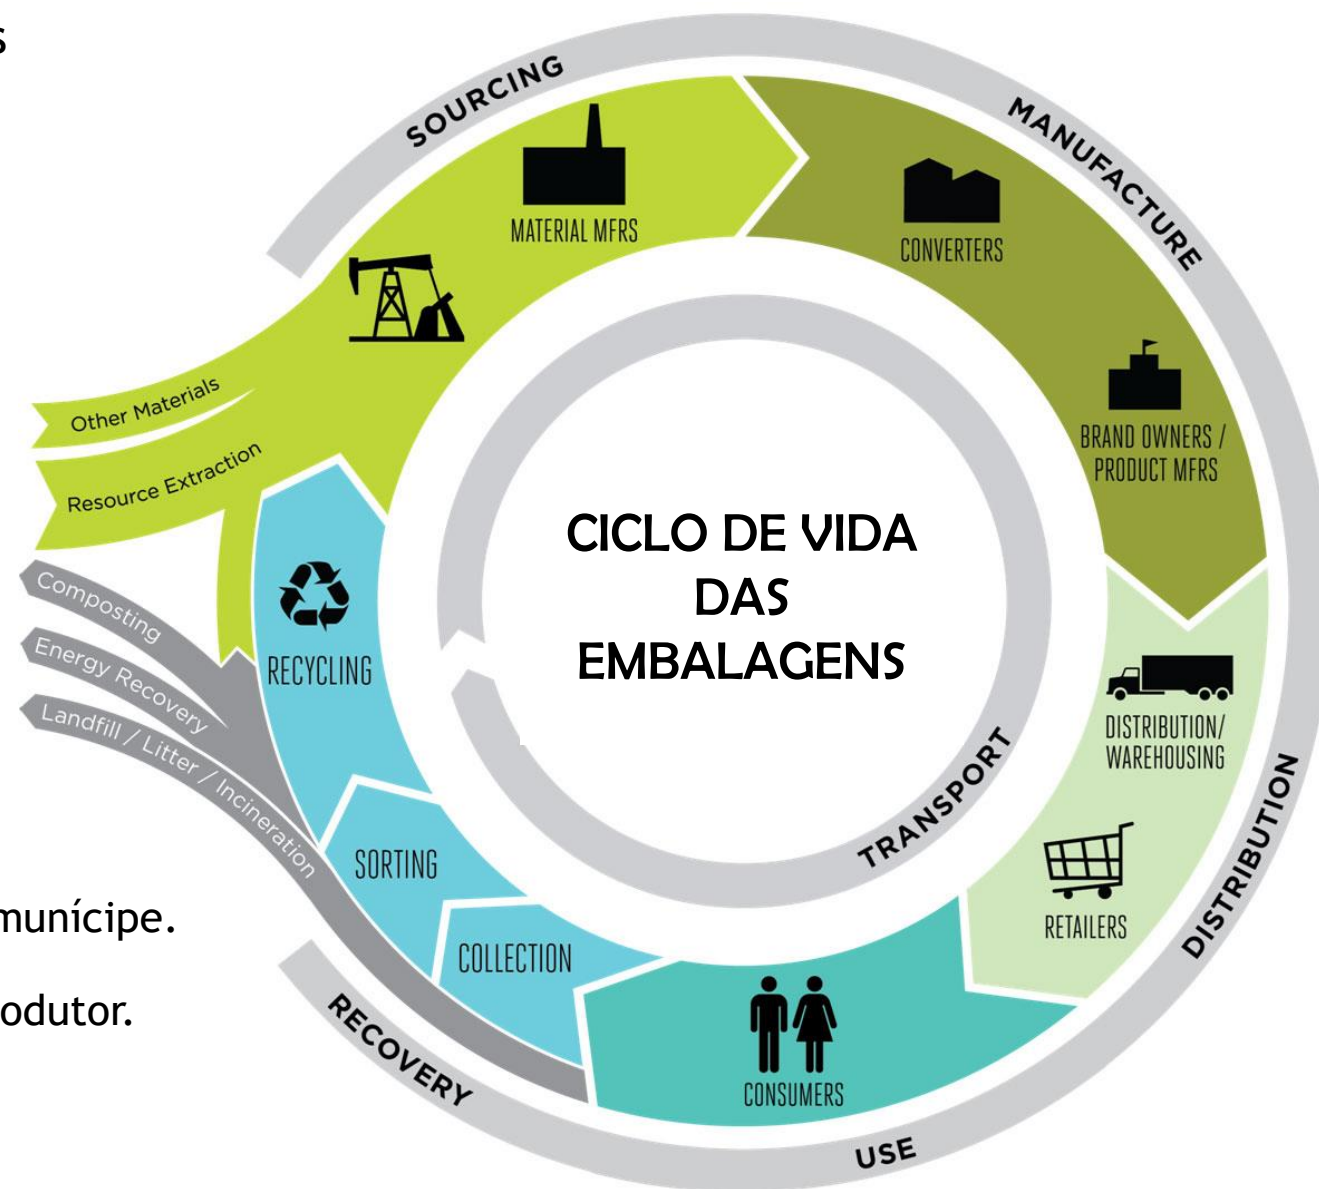 s
SOURCING
MANUFACTURE
MATERIAL MFRS
CONVERTERS
Other Materials
Resource Extraction
BRAND OWNERS /
PRODUCT MFRS
CICLO DE VIDA
DAS
EMBALAGENS
Composting
Energy Recovery
Landfill / Litter / Incineration
RECYCLING
DISTRIBUTION/
WAREHOUSING
TRANSPORT
DISTRIBUTION
SORTING
RETAILERS
munícipe.
COLLECTION
odutor.
RECOVERY
CONSUMERS
USE